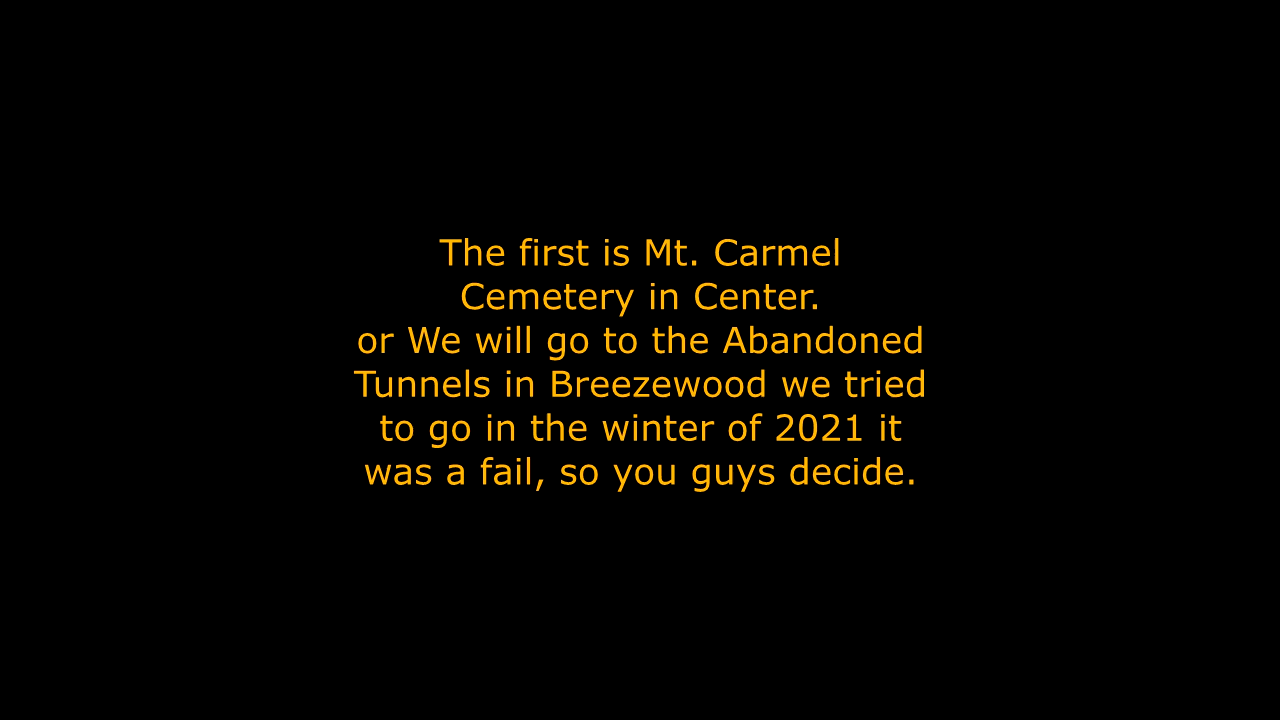 The first is Mt. Carmel
Cemetery in Center.
or We will go to the Abandoned
Tunnels in Breezewood we tried
to go in the winter of 2021 it
was a fail, so you guys decide.